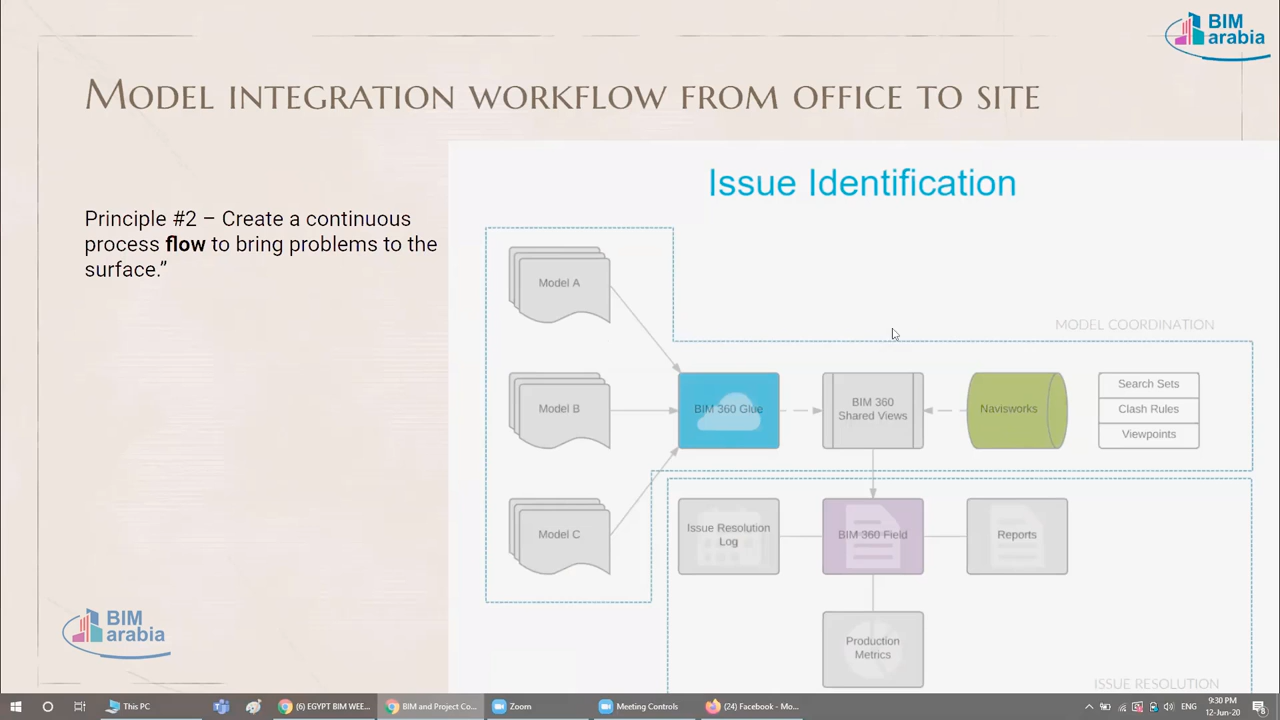 BIM
arabia
MODEL INTEGRATION WORKFLOW FROM OFFICE TO SITE
Issue Identification
Principle #2 – Create a continuous
process flow to bring problems to the
surface.”
Model A
MODEL COORDINATION
Model B
BIM 360 Glue
BIM 360
Shared Views
Navisworks
Search Sets
Clash Rules
Viewpoints
Model C
Issue Resolution
Log
BIM 360 Field
Reports
Production
Metrics
ISSUE RESOLUTION
BIM
arabia
This PC
(6) EGYPT BIM WEE...
BIM and Project Co...
Zoom
Meeting Controls
(24) Facebook - Mo...
ENG
9:30 PM
12-Jun-20